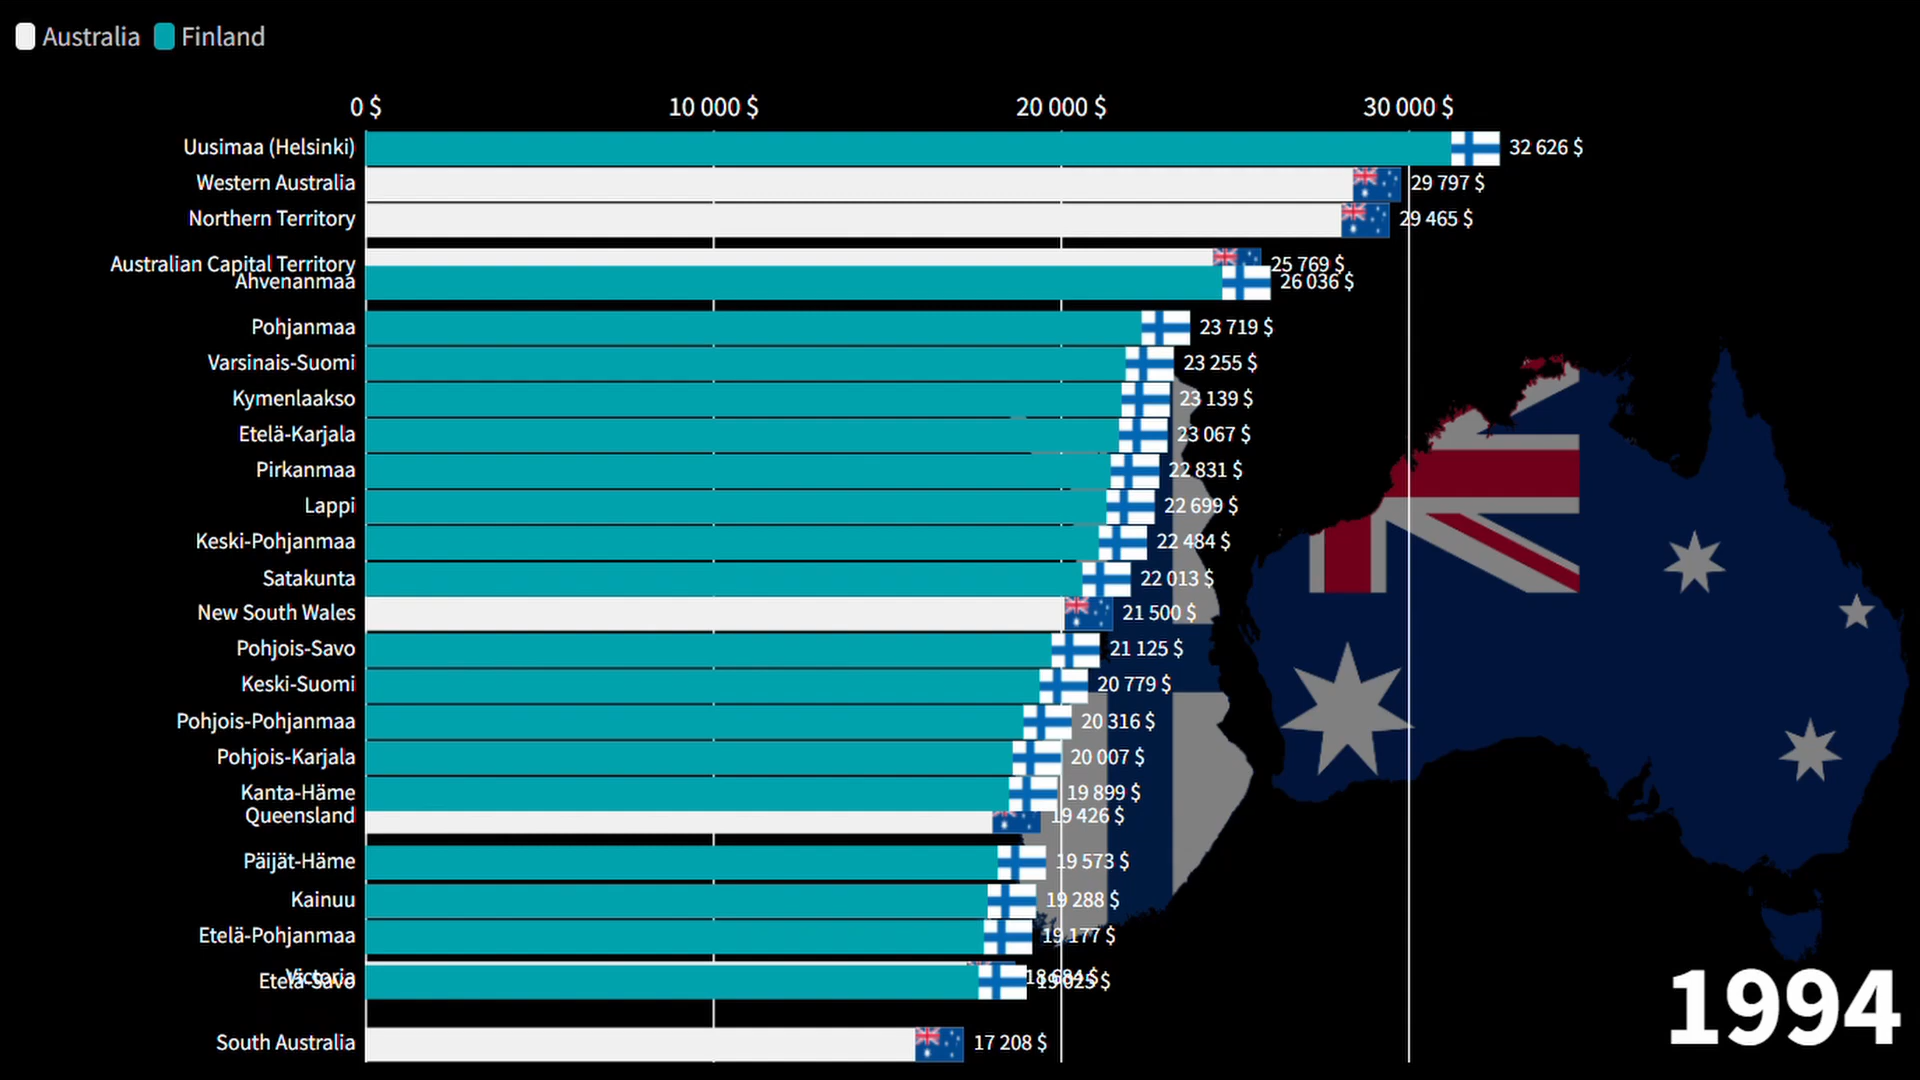 Australia Finland
0 $ 10 000 $ 20 000 $ 30 000 $
Uusimaa (Helsinki) 32 626 $
Western Australia 29 797 $
Northern Territory 29 465 $
Australian Capital Territory 25 769 $
Ahvenanmaa 26 036 $
Pohjanmaa 23 719 $
Varsinais-Suomi 23 255 $
Kymenlaakso 23 139 $
Etelä-Karjala 23 067 $
Pirkanmaa 22 831 $
Lappi 22 699 $
Keski-Pohjanmaa 22 484 $
Satakunta 22 013 $
New South Wales 21 500 $
Pohjois-Savo 21 125 $
Keski-Suomi 20 779 $
Pohjois-Pohjanmaa 20 316 $
Pohjois-Karjala 20 007 $
Kanta-Häme 19 899 $
Queensland 19 426 $
Päijät-Häme 19 573 $
Kainuu 19 288 $
Etelä-Pohjanmaa 19 177 $
Victoria
Etelä-Savo
South Australia 17 208 $
1994